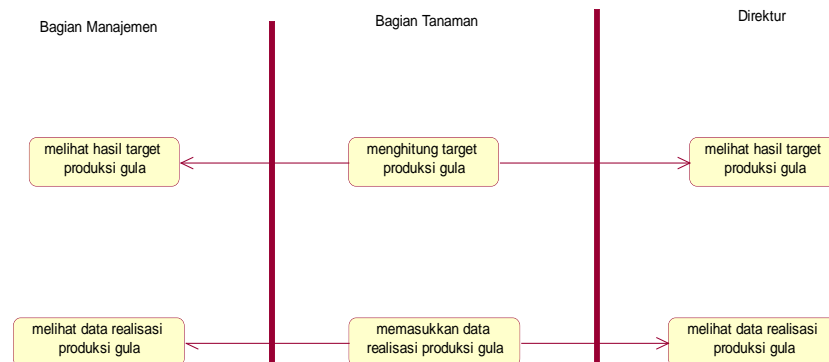 Bagian Manajemen
Bagian Tanaman
Direktur
melihat hasil target
produksi gula
menghitung target
produksi gula
melihat hasil target
produksi gula
melihat data realisasi
produksi gula
memasukkan data
realisasi produksi gula
melihat data realisasi
produksi gula